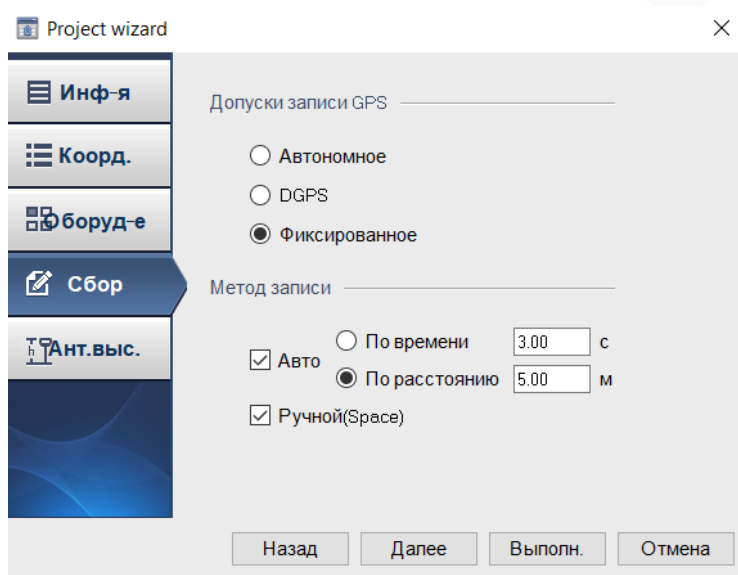 Project wizard
Инф-я
Коорд.
Оборуд-е
Сбор
Ант.выс.
Допуски записи GPS
Автономное
DGPS
Фиксированное
Метод записи
Авто
По времени 3.00 с
По расстоянию 5.00 м
Ручной(Space)
Назад Далее Выполн. Отмена